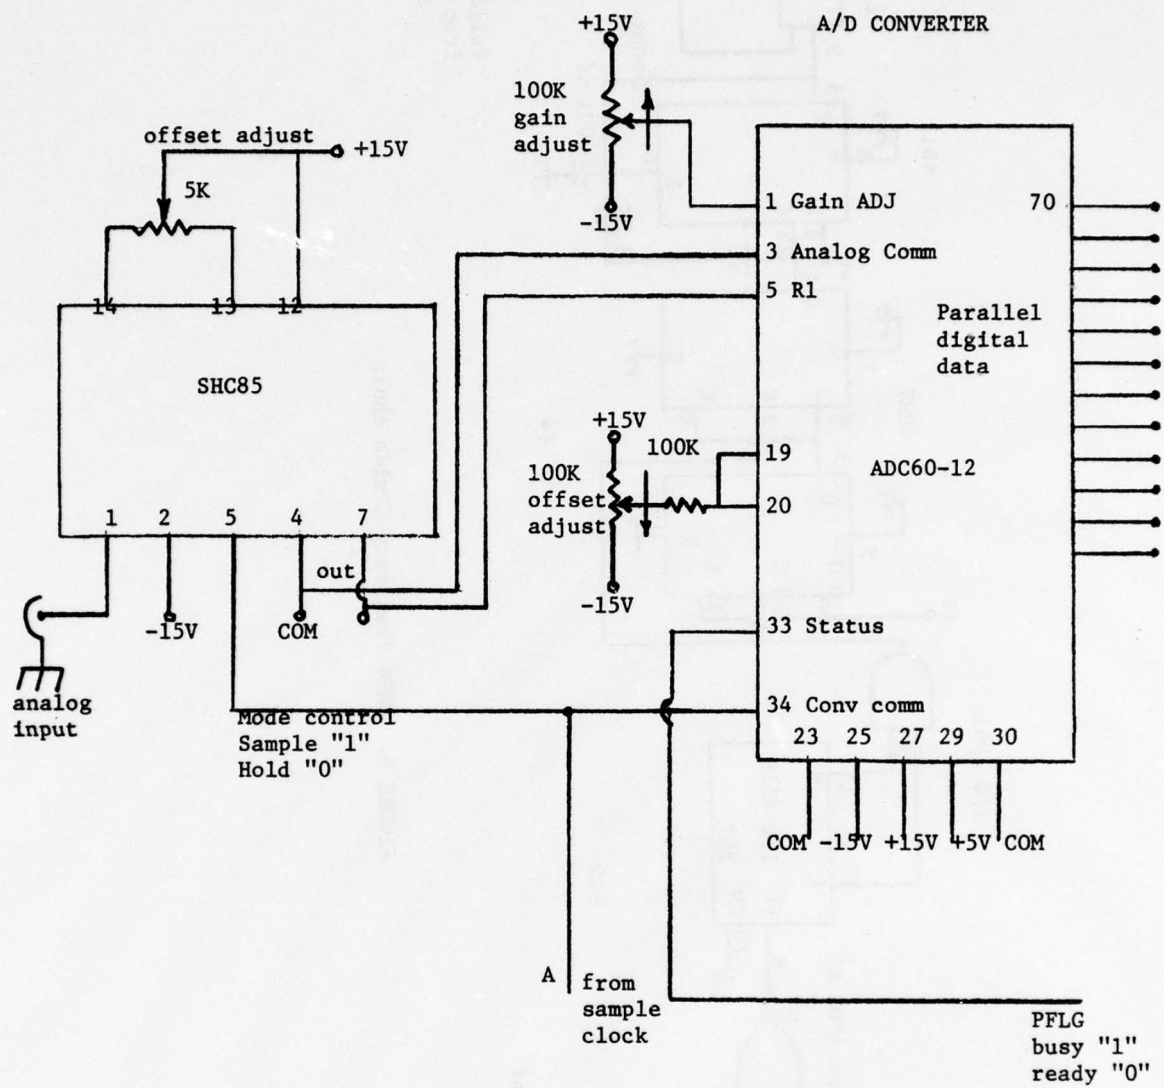 A/D CONVERTER
+15V
100K
gain
adjust
-15V
offset adjust
+15V
5K
14
13
12
SHC85
1
2
5
4
7
out
-15V
COM
analog
input
Mode control
Sample "1"
Hold "0"
1 Gain ADJ
70
3 Analog Comm
5 R1
Parallel
digital
data
+15V
100K
100K
offset
adjust
-15V
19
20
ADC60-12
33 Status
34 Conv comm
23
25
27
29
30
COM
-15V
+15V
+5V
COM
A
from
sample
clock
PFLG
busy "1"
ready "0"